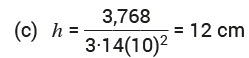 (c) h = 3,768 / 3·14(10)² = 12 cm